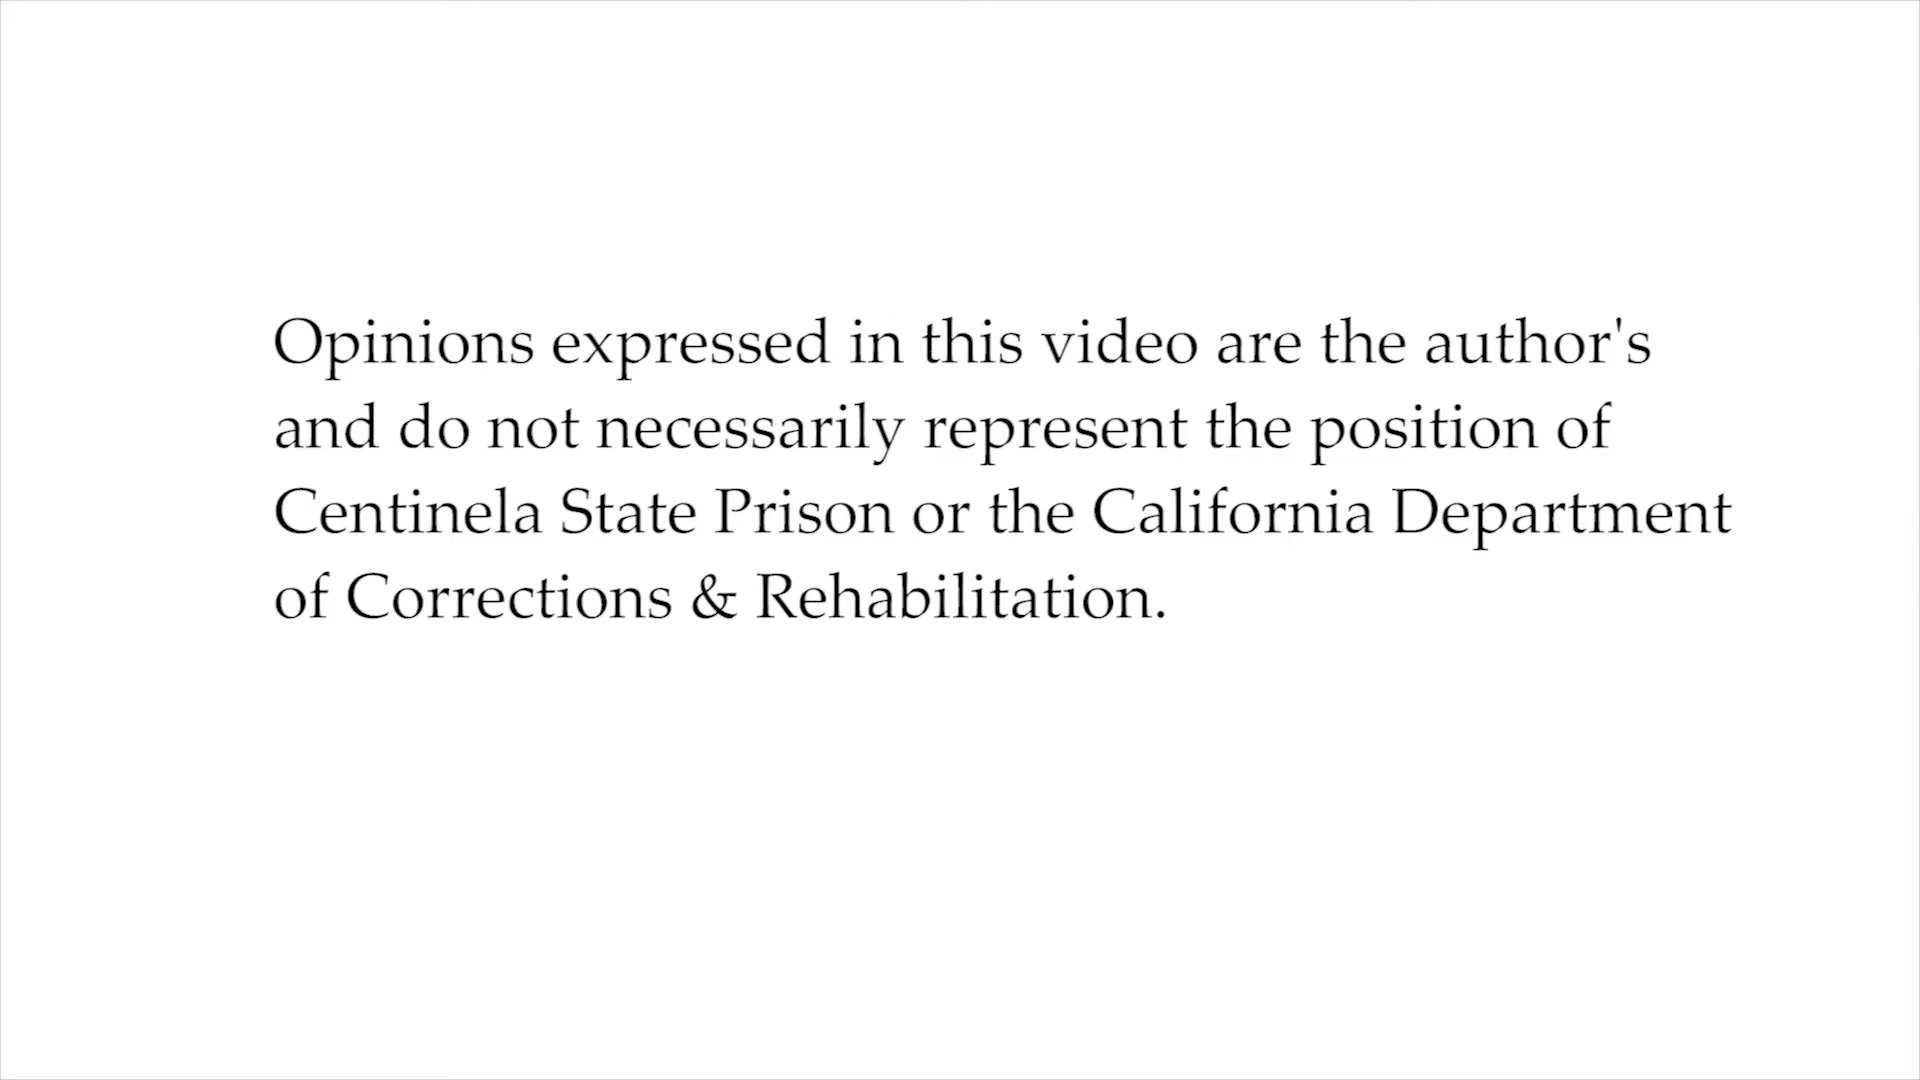 Opinions expressed in this video are the author's
and do not necessarily represent the position of
Centinela State Prison or the California Department
of Corrections & Rehabilitation.